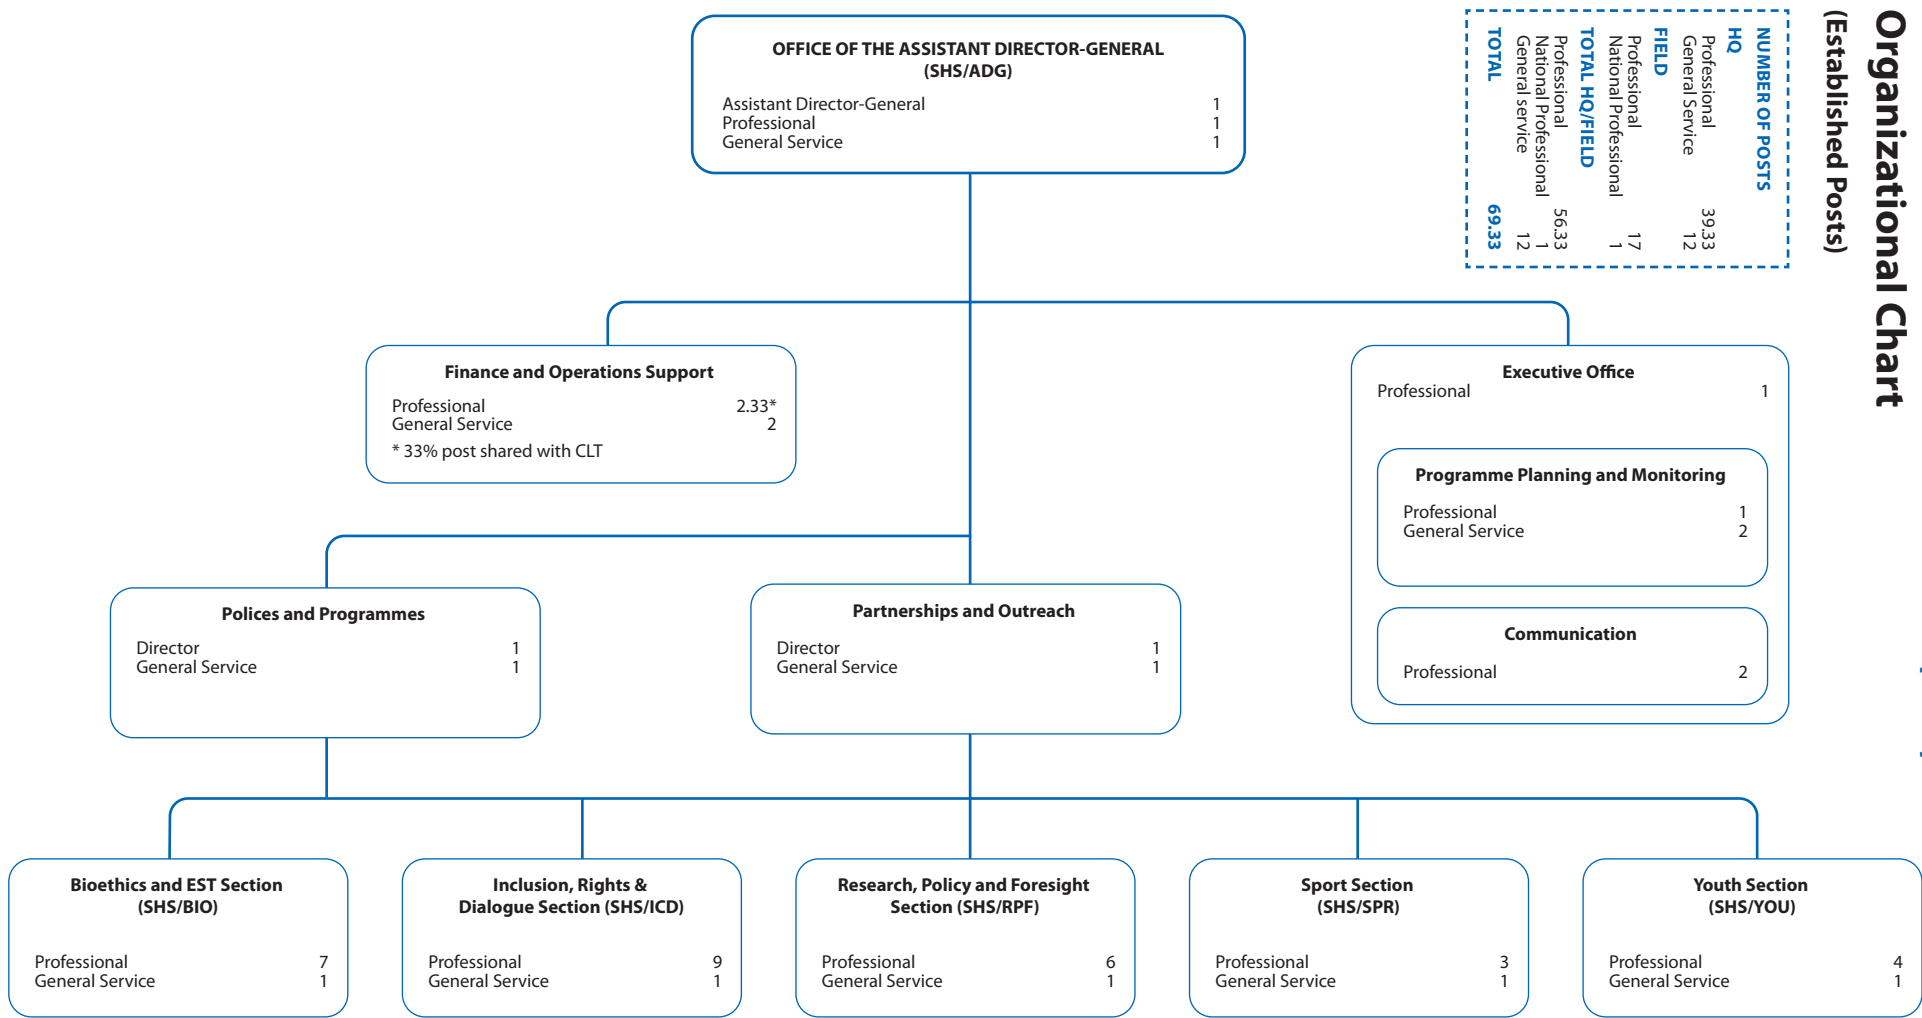 Organizational Chart
(Established Posts)
NUMBER OF POSTS
HQ
Professional 39.33
General Service 12
FIELD
Professional 17
National Professional 1
TOTAL HQ/FIELD
Professional 56.33
National Professional 1
General service 12
TOTAL 69.33
OFFICE OF THE ASSISTANT DIRECTOR-GENERAL
(SHS/ADG)
Assistant Director-General 1
Professional 1
General Service 1
Finance and Operations Support
Professional 2.33*
General Service 2
* 33% post shared with CLT
Executive Office
Professional 1
Programme Planning and Monitoring
Professional 1
General Service 2
Communication
Professional 2
Polices and Programmes
Director 1
General Service 1
Partnerships and Outreach
Director 1
General Service 1
Bioethics and EST Section
(SHS/BIO)
Professional 7
General Service 1
Inclusion, Rights &
Dialogue Section (SHS/ICD)
Professional 9
General Service 1
Research, Policy and Foresight
Section (SHS/RPF)
Professional 6
General Service 1
Sport Section
(SHS/SPR)
Professional 3
General Service 1
Youth Section
(SHS/YOU)
Professional 4
General Service 1